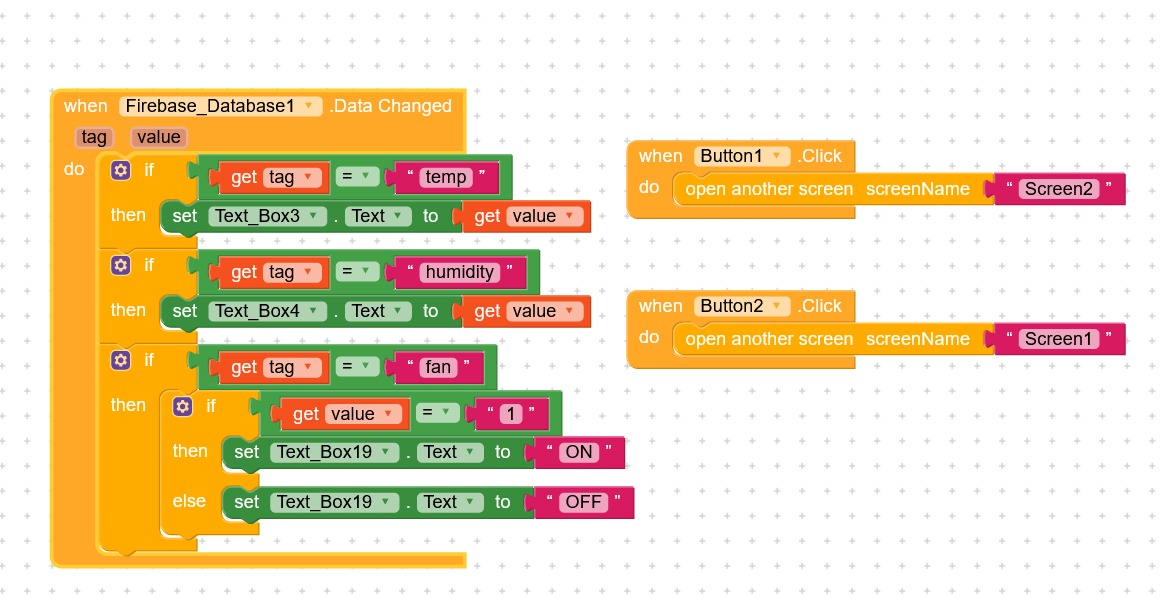 when Firebase_Database1 .Data Changed
tag value
do if get tag = “ temp ”
then set Text_Box3 . Text to get value
if get tag = “ humidity ”
then set Text_Box4 . Text to get value
if get tag = “ fan ”
then if get value = “ 1 ”
then set Text_Box19 . Text to “ ON ”
else set Text_Box19 . Text to “ OFF ”
when Button1 .Click
do open another screen screenName “ Screen2 ”
when Button2 .Click
do open another screen screenName “ Screen1 ”